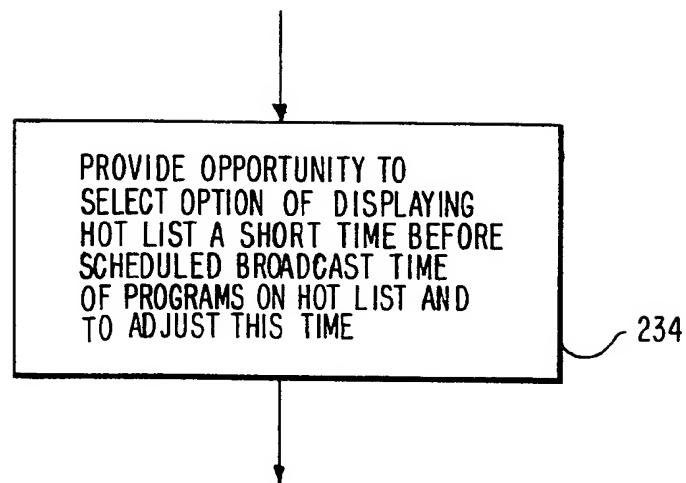 PROVIDE OPPORTUNITY TO
SELECT OPTION OF DISPLAYING
HOT LIST A SHORT TIME BEFORE
SCHEDULED BROADCAST TIME
OF PROGRAMS ON HOT LIST AND
TO ADJUST THIS TIME
234